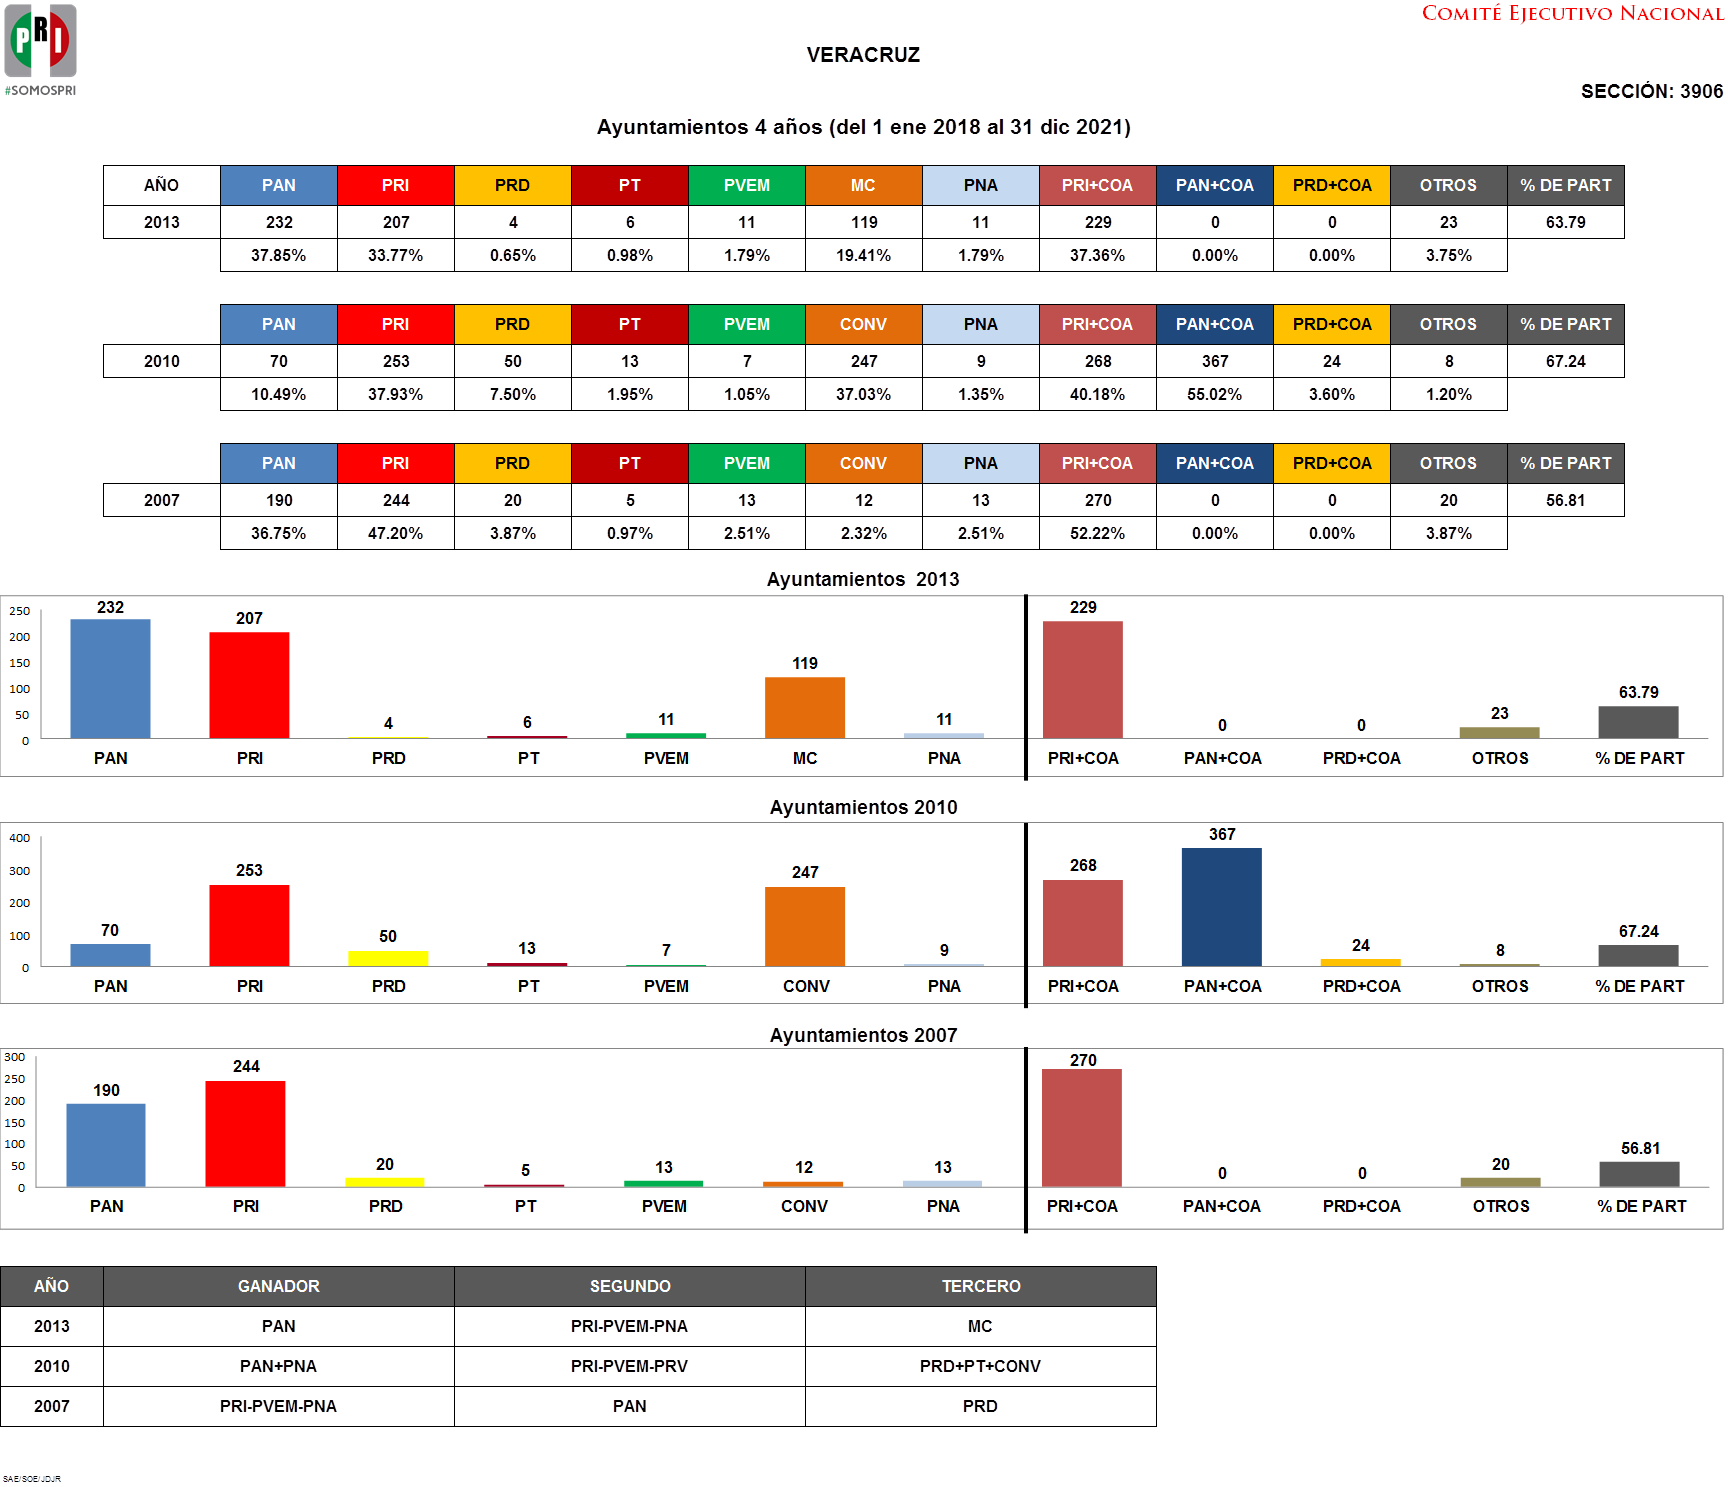 PRI
#SOMOSPRI
COMITÉ EJECUTIVO NACIONAL
VERACRUZ
SECCIÓN: 3906
Ayuntamientos 4 años (del 1 ene 2018 al 31 dic 2021)
AÑO PAN PRI PRD PT PVEM MC PNA PRI+COA PAN+COA PRD+COA OTROS % DE PART
2013 232 207 4 6 11 119 11 229 0 0 23 63.79
37.85% 33.77% 0.65% 0.98% 1.79% 19.41% 1.79% 37.36% 0.00% 0.00% 3.75%
PAN PRI PRD PT PVEM CONV PNA PRI+COA PAN+COA PRD+COA OTROS % DE PART
2010 70 253 50 13 7 247 9 268 367 24 8 67.24
10.49% 37.93% 7.50% 1.95% 1.05% 37.03% 1.35% 40.18% 55.02% 3.60% 1.20%
PAN PRI PRD PT PVEM CONV PNA PRI+COA PAN+COA PRD+COA OTROS % DE PART
2007 190 244 20 5 13 12 13 270 0 0 20 56.81
36.75% 47.20% 3.87% 0.97% 2.51% 2.32% 2.51% 52.22% 0.00% 0.00% 3.87%
Ayuntamientos 2013
250
200
150
100
50
0
232 207 4 6 11 119 11 229 0 0 23 63.79
PAN PRI PRD PT PVEM MC PNA PRI+COA PAN+COA PRD+COA OTROS % DE PART
Ayuntamientos 2010
400
300
200
100
0
70 253 50 13 7 247 9 268 367 24 8 67.24
PAN PRI PRD PT PVEM CONV PNA PRI+COA PAN+COA PRD+COA OTROS % DE PART
Ayuntamientos 2007
300
250
200
150
100
50
0
190 244 20 5 13 12 13 270 0 0 20 56.81
PAN PRI PRD PT PVEM CONV PNA PRI+COA PAN+COA PRD+COA OTROS % DE PART
AÑO GANADOR SEGUNDO TERCERO
2013 PAN PRI-PVEM-PNA MC
2010 PAN+PNA PRI-PVEM-PRV PRD+PT+CONV
2007 PRI-PVEM-PNA PAN PRD
SAE/SOE/JDJR